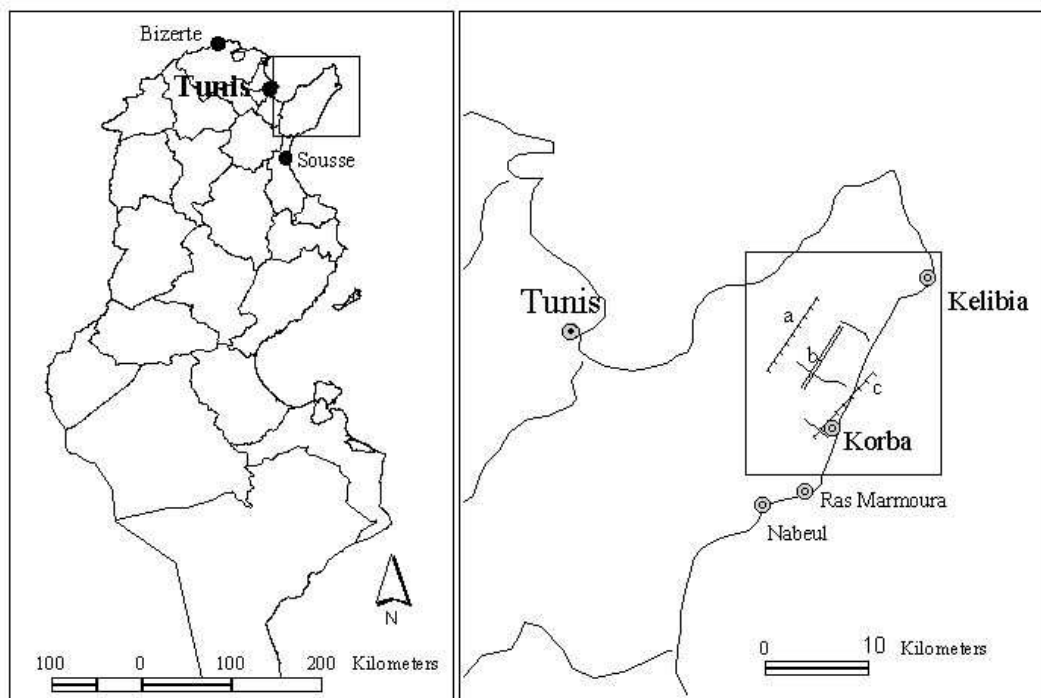 Bizerte
Tunis
Sousse
N
100 0 100 200 Kilometers
Tunis
Kelibia
a
b
c
Korba
Ras Marmoura
Nabeul
0 10 Kilometers